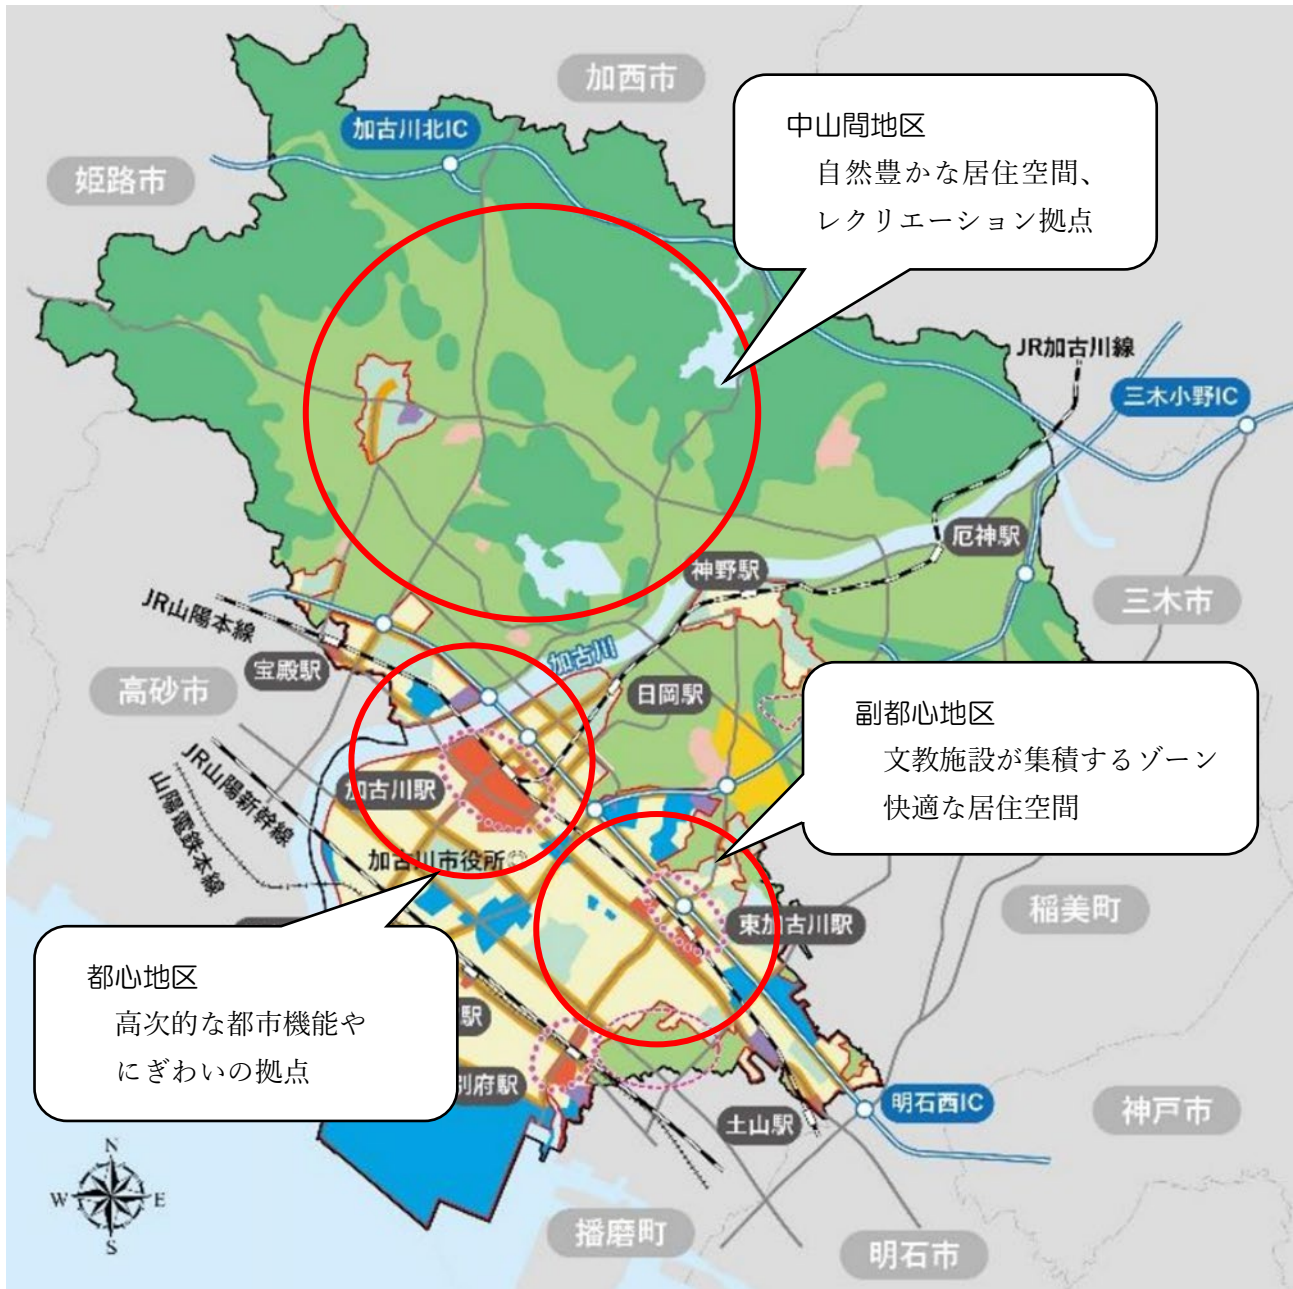 加西市
加古川北IC
姫路市
中山間地区
自然豊かな居住空間、
レクリエーション拠点
JR加古川線
三木小野IC
厄神駅
神野駅
三木市
JR山陽本線
宝殿駅
加古川
日岡駅
高砂市
副都心地区
文教施設が集積するゾーン
快適な居住空間
JR山陽新幹線
山陽電鉄本線
加古川駅
加古川市役所
東加古川駅
稲美町
都心地区
高次的な都市機能や
にぎわいの拠点
駅
別府駅
明石西IC
土山駅
神戸市
N
W
E
S
播磨町
明石市